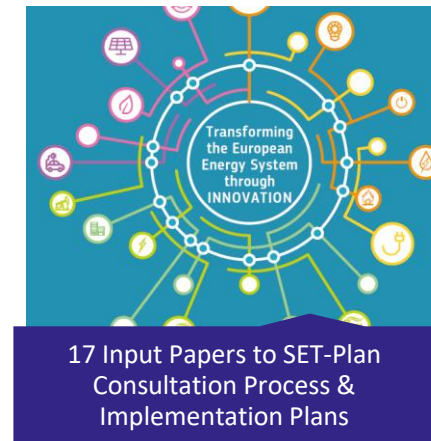 Transforming
the European
Energy System
through
INNOVATION
17 Input Papers to SET-Plan
Consultation Process &
Implementation Plans